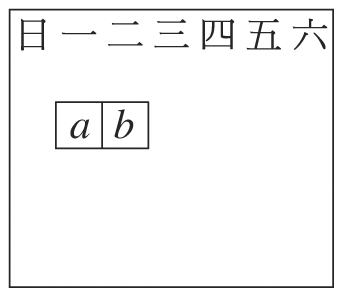 日 一 二 三 四 五 六
a b